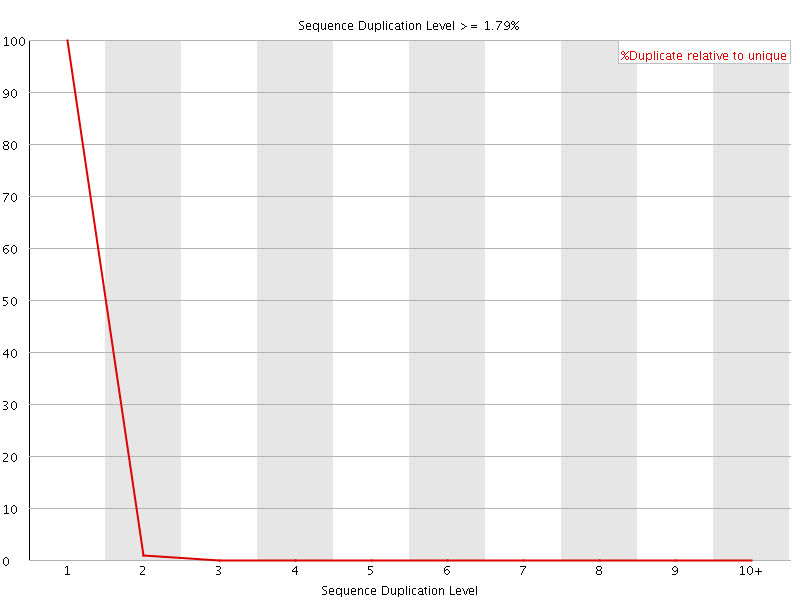 Sequence Duplication Level >= 1.79%
%Duplicate relative to unique
100
90
80
70
60
50
40
30
20
10
0
1 2 3 4 5 6 7 8 9 10+
Sequence Duplication Level